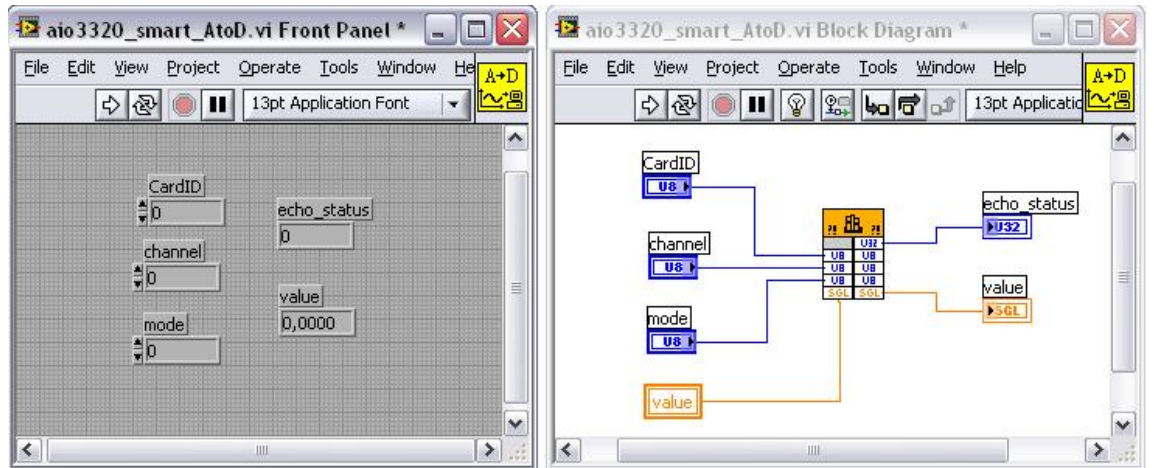 aio3320_smart_AtoD.vi Front Panel *
File Edit View Project Operate Tools Window He
A→D
13pt Application Font
CardID
0
echo_status
0
channel
0
value
0,0000
mode
0
aio3320_smart_AtoD.vi Block Diagram *
File Edit View Project Operate Tools Window Help
A→D
13pt Applicatic
CardID
U8
echo_status
U32
?! ?!
U32
channel
U8
U8 U8
U8 U8
U8 U8
SGL SGL
value
SGL
mode
U8
value